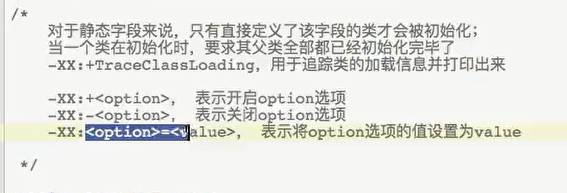 /*
对于静态字段来说，只有直接定义了该字段的类才会被初始化；
当一个类在初始化时，要求其父类全部都已经初始化完毕了
-XX:+TraceClassLoading，用于追踪类的加载信息并打印出来
-XX:+<option>， 表示开启option选项
-XX:-<option>， 表示关闭option选项
-XX:<option>=<value>， 表示将option选项的值设置为value
*/